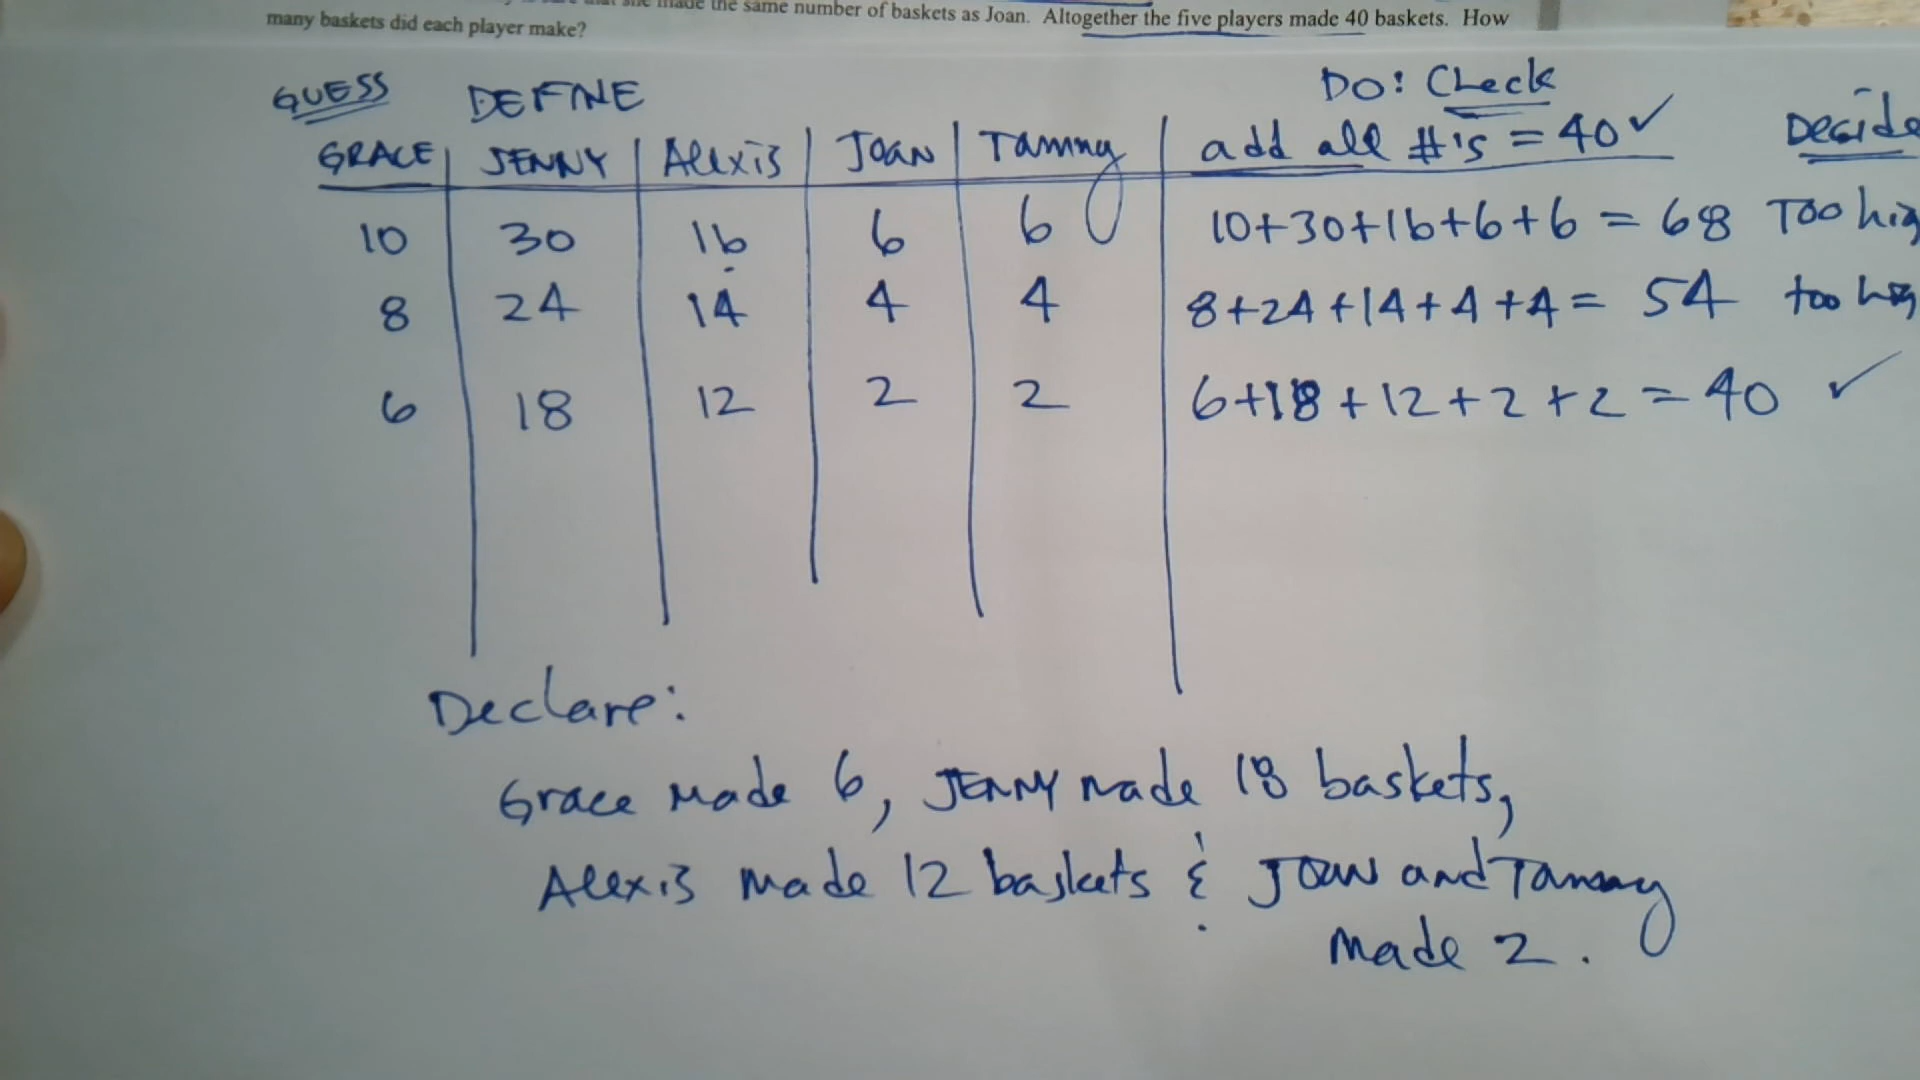 made the same number of baskets as Joan. Altogether the five players made 40 baskets. How
many baskets did each player make?
GUESS DEFINE DO: Check
GRACE JENNY Alexis Joan Tammy add all #'s = 40 ✓ Decide
10 30 16 6 6 10+30+16+6+6 = 68 Too hig
8 24 14 4 4 8+24+14+4+4 = 54 too hig
6 18 12 2 2 6+18+12+2+2 = 40 ✓
Declare:
Grace made 6, JENNY made 18 baskets,
Alexis made 12 baskets & Joan and Tammy
made 2.